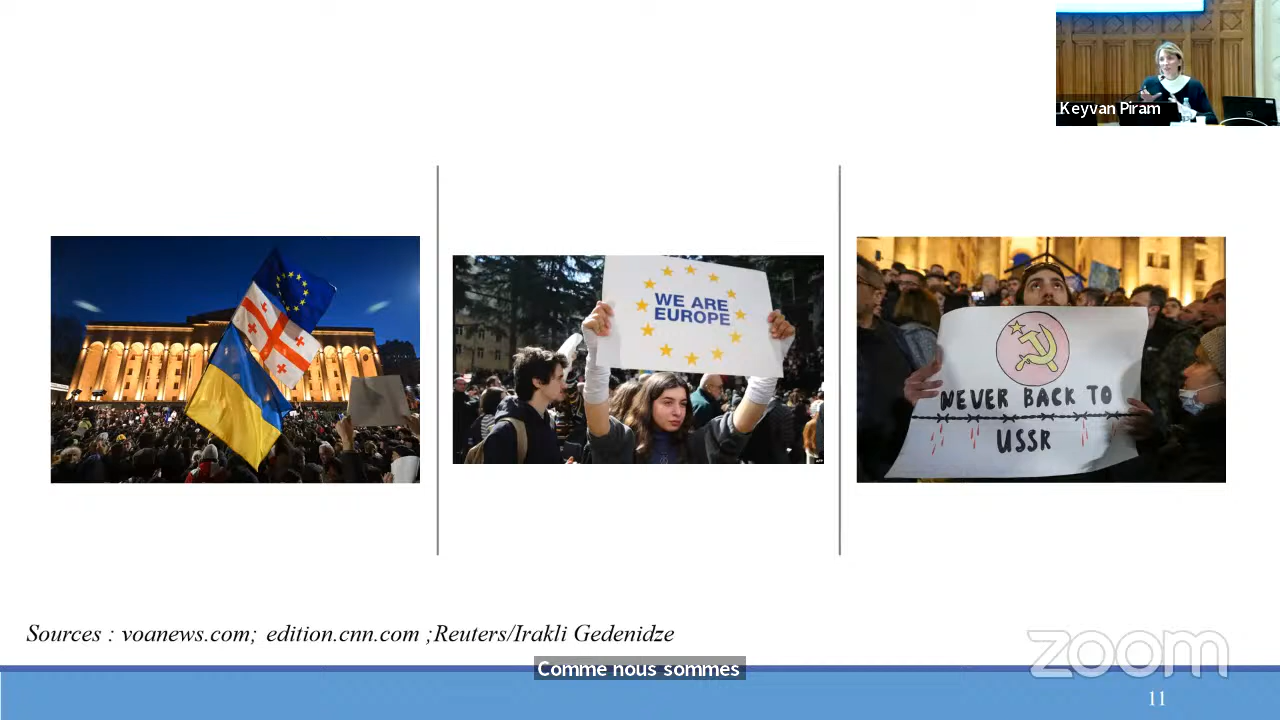 Keyvan Piram
WE ARE
EUROPE
NEVER BACK TO
USSR
Sources : voanews.com; edition.cnn.com ;Reuters/Irakli Gedenidze
zoom
Comme nous sommes
11